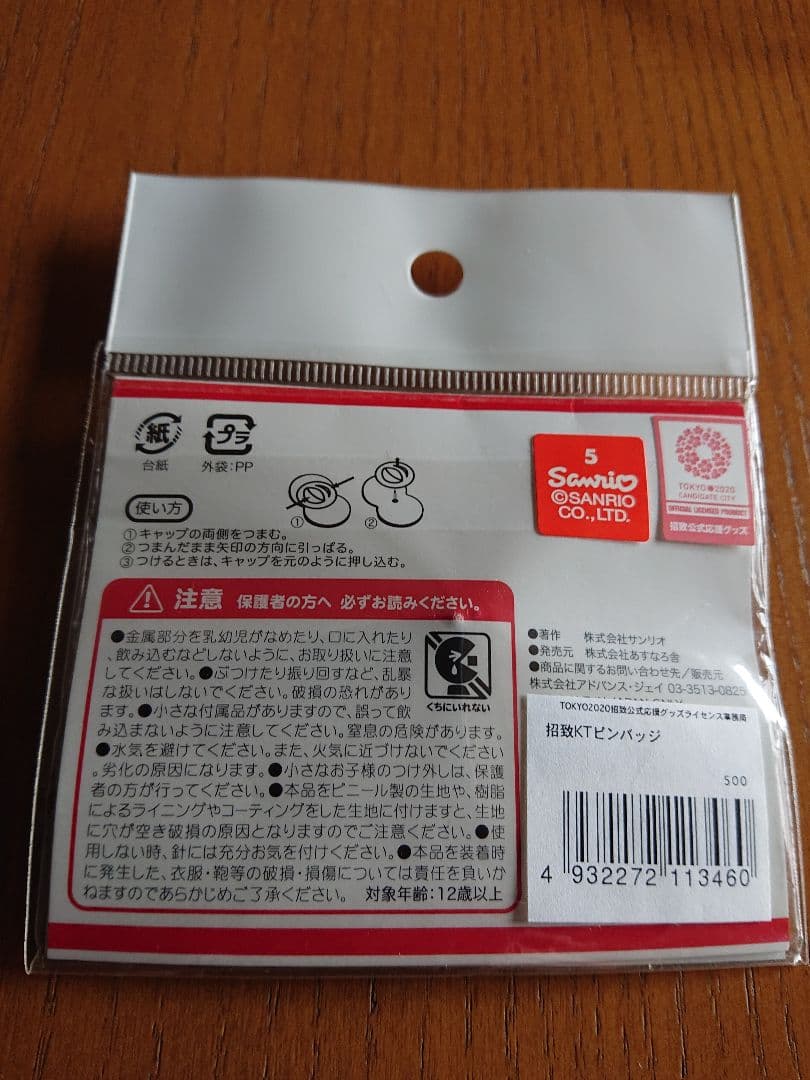 紙
台紙
プラ
外袋:PP
使い方
①
②
①キャップの両側をつまむ。
②つまんだまま矢印の方向に引っぱる。
③つけるときは、キャップを元のように押し込む。
5
Sanrio
©SANRIO
CO.,LTD.
TOKYO 2020
CANDIDATE CITY
OFFICIAL LICENSED PRODUCT
招致公式応援グッズ
注意 保護者の方へ 必ずお読みください。
●金属部分を乳幼児がなめたり、口に入れたり
、飲み込むなどしないように、お取り扱いに注意
してください。●ぶつけたり振り回すなど、乱暴
な扱いはしないでください。破損の恐れがあり
ます。●小さな付属品がありますので、誤って飲
み込まないように注意してください。窒息の危険があります。
●水気を避けてください。また、火気に近づけないでください
。劣化の原因になります。●小さなお子様のつけ外しは、保護
者の方が行ってください。●本品をビニール製の生地や、樹脂
によるライニングやコーティングをした生地に付けますと、生地
に穴が空き破損の原因となりますのでご注意ください。●使
用しない時、針には充分お気を付けください。●本品を装着時
に発生した、衣服・鞄等の破損・損傷については責任を負いか
ねますのであらかじめご了承ください。 対象年齢:12歳以上
くちにいれない
●著作 株式会社サンリオ
●発売元 株式会社あすなろ舎
●商品に関するお問い合わせ先/販売元
株式会社アドバンス・ジェイ 03-3513-0825
TOKYO2020招致公式応援グッズライセンス事務局
招致KTピンバッジ
500
4 932272 113460